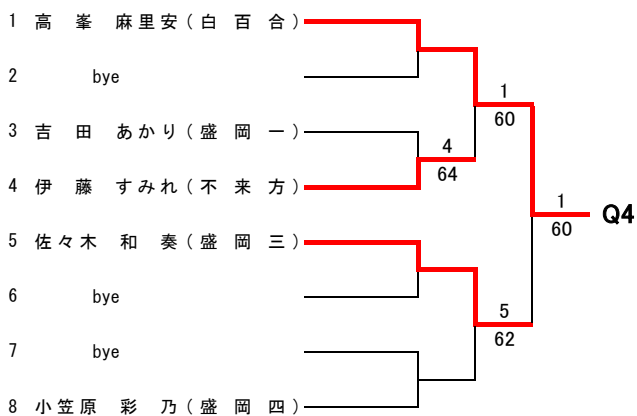 1 高 峯 麻里安(白 百 合)
2 bye
3 吉 田 あかり(盛 岡 一)
4 伊 藤 すみれ(不 来 方)
5 佐々木 和 奏(盛 岡 三)
6 bye
7 bye
8 小笠原 彩 乃(盛 岡 四)
4
64
1
60
5
62
1
60
Q4